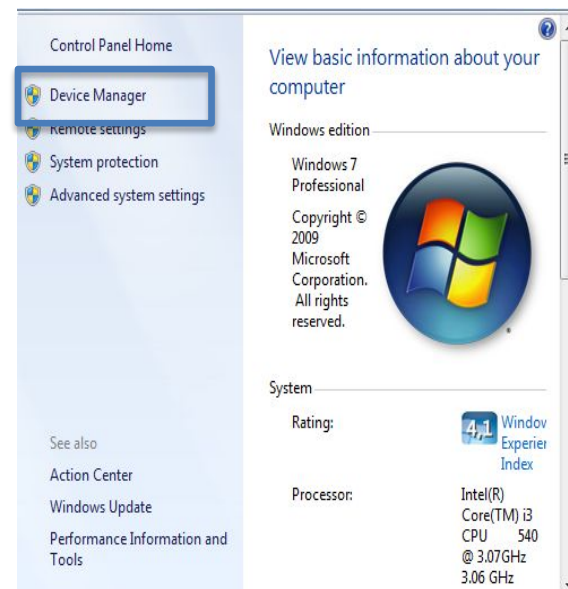 Control Panel Home
Device Manager
Remote settings
System protection
Advanced system settings
See also
Action Center
Windows Update
Performance Information and
Tools
?
View basic information about your
computer
Windows edition
Windows 7
Professional
Copyright ©
2009
Microsoft
Corporation.
All rights
reserved.
System
Rating:
4,1 Window
Experier
Index
Processor:
Intel(R)
Core(TM) i3
CPU 540
@ 3.07GHz
3.06 GHz